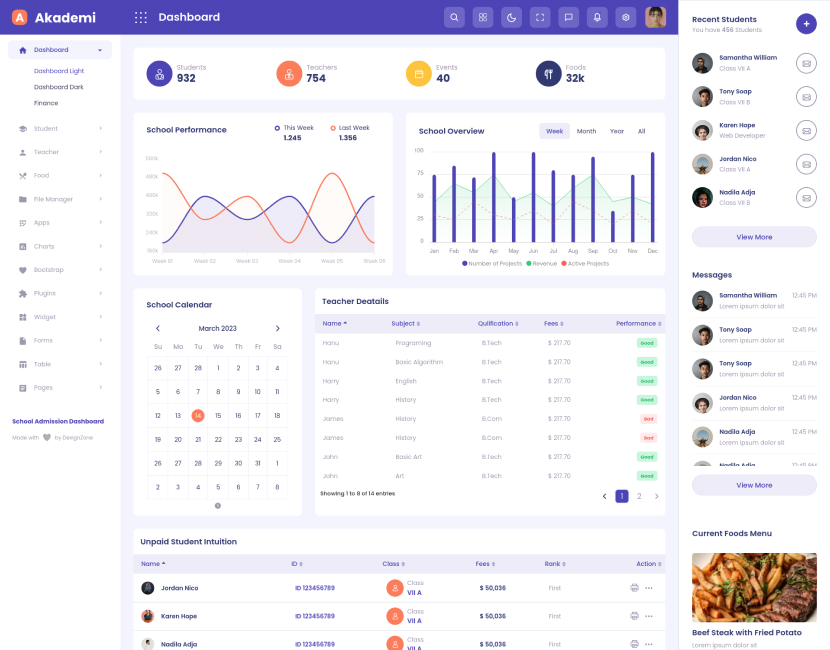 Akademi
Dashboard
Dashboard
Dashboard Light
Dashboard Dark
Finance
Student
Teacher
Food
File Manager
Apps
Charts
Bootstrap
Plugins
Widget
Forms
Table
Pages
School Admission Dashboard
Made with by DexignZone
Students
932
Teachers
754
Events
40
Foods
32k
School Performance
This Week
1.245
Last Week
1.356
480k
400k
320k
240k
160k
Week 01
Week 02
Week 03
Week 04
Week 05
Week 06
School Overview
Week Month Year All
100
75
50
25
0
Jan Feb Mar Apr May Jun Jul Aug Sep Oct Nov Dec
Number of Projects Revenue Active Projects
School Calendar
March 2023
Su Mo Tu We Th Fr Sa
26 27 28 1 2 3 4
5 6 7 8 9 10 11
12 13 14 15 16 17 18
19 20 21 22 23 24 25
26 27 28 29 30 31 1
2 3 4 5 6 7 8
Teacher Deatails
Name Subject Qulification Fees Performance
Hanu Programing B.Tech $ 217.70 Good
Hanu Basic Algorithm B.Tech $ 217.70 Good
Harry English B.Tech $ 217.70 Good
Harry History B.Tech $ 217.70 Good
James History B.Com $ 217.70 Bad
James History B.Com $ 217.70 Bad
John Basic Art B.Tech $ 217.70 Good
John Art B.Tech $ 217.70 Good
Showing 1 to 8 of 14 entries
1 2
Unpaid Student Intuition
Name ID Class Fees Rank Action
Jordan Nico ID 123456789 Class VII A $ 50,036 First
Karen Hope ID 123456789 Class VII A $ 50,036 First
Nadila Adja ID 123456789 Class VII A $ 50,036 First
Recent Students
You have 456 Students
Samantha William
Class VII A
Tony Soap
Class VII B
Karen Hope
Web Developer
Jordan Nico
Class VII A
Nadila Adja
Class VII B
View More
Messages
Samantha William 12:45 PM
Lorem ipsum dolor sit
Tony Soap 12:45 PM
Lorem ipsum dolor sit
Tony Soap 12:45 PM
Lorem ipsum dolor sit
Jordan Nico 12:45 PM
Lorem ipsum dolor sit
Nadila Adja 12:45 PM
Lorem ipsum dolor sit
Nadila Adja 12:45 PM
View More
Current Foods Menu
Beef Steak with Fried Potato
Lorem ipsum dolor sit